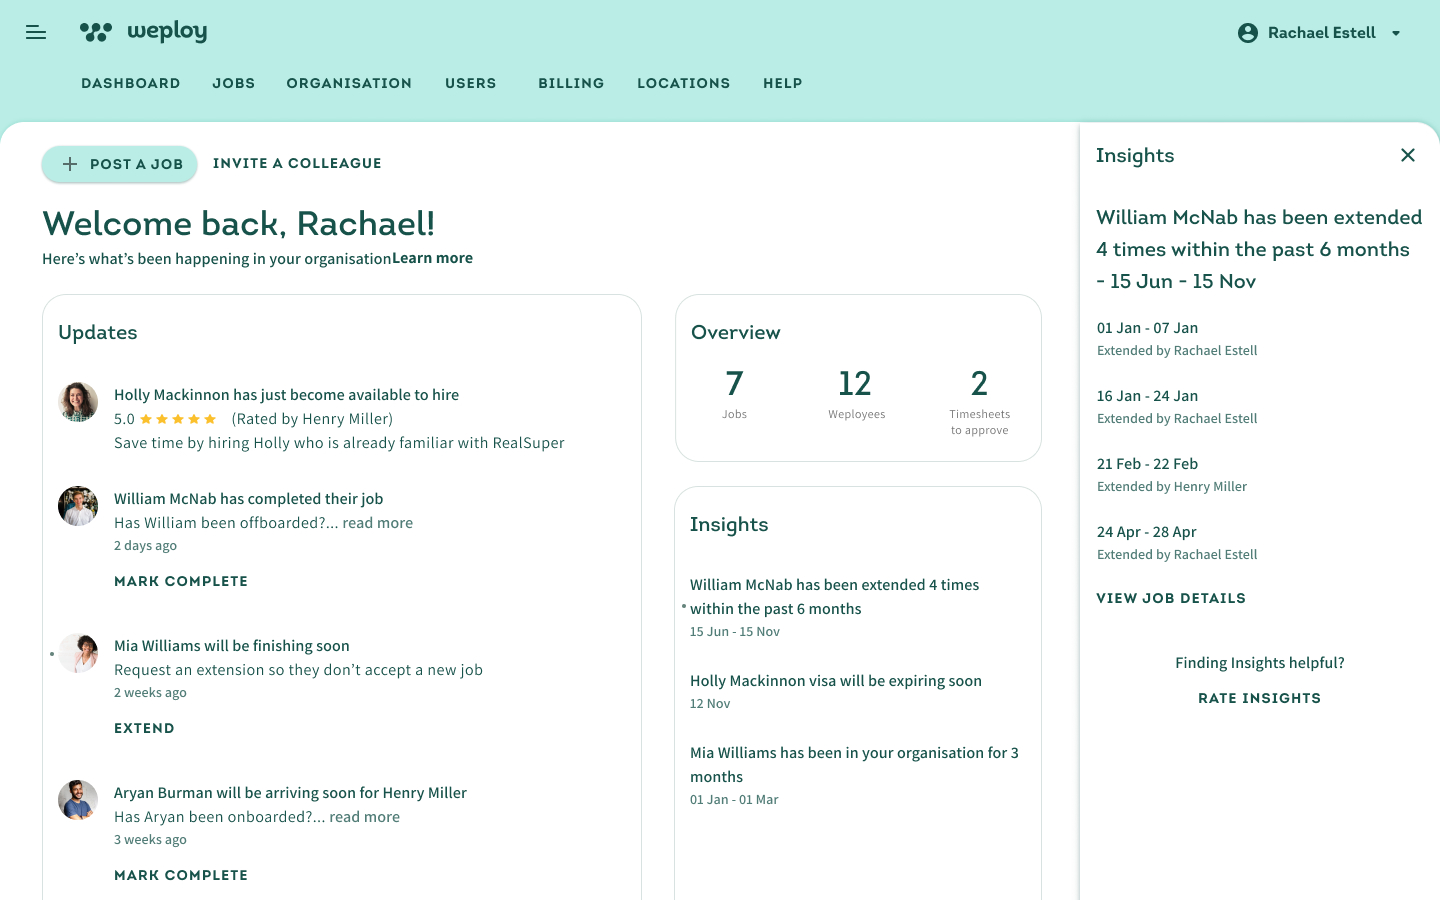 weploy
Rachael Estell
DASHBOARD JOBS ORGANISATION USERS BILLING LOCATIONS HELP
POST A JOB INVITE A COLLEAGUE
Welcome back, Rachael!
Here's what's been happening in your organisationLearn more
Updates
Holly Mackinnon has just become available to hire
5.0 (Rated by Henry Miller)
Save time by hiring Holly who is already familiar with RealSuper
William McNab has completed their job
Has William been offboarded?... read more
2 days ago
MARK COMPLETE
Mia Williams will be finishing soon
Request an extension so they don't accept a new job
2 weeks ago
EXTEND
Aryan Burman will be arriving soon for Henry Miller
Has Aryan been onboarded?... read more
3 weeks ago
MARK COMPLETE
Overview
7 12 2
Jobs Weployees Timesheets
to approve
Insights
William McNab has been extended 4 times
within the past 6 months
15 Jun - 15 Nov
Holly Mackinnon visa will be expiring soon
12 Nov
Mia Williams has been in your organisation for 3
months
01 Jan - 01 Mar
Insights
William McNab has been extended
4 times within the past 6 months
- 15 Jun - 15 Nov
01 Jan - 07 Jan
Extended by Rachael Estell
16 Jan - 24 Jan
Extended by Rachael Estell
21 Feb - 22 Feb
Extended by Henry Miller
24 Apr - 28 Apr
Extended by Rachael Estell
VIEW JOB DETAILS
Finding Insights helpful?
RATE INSIGHTS